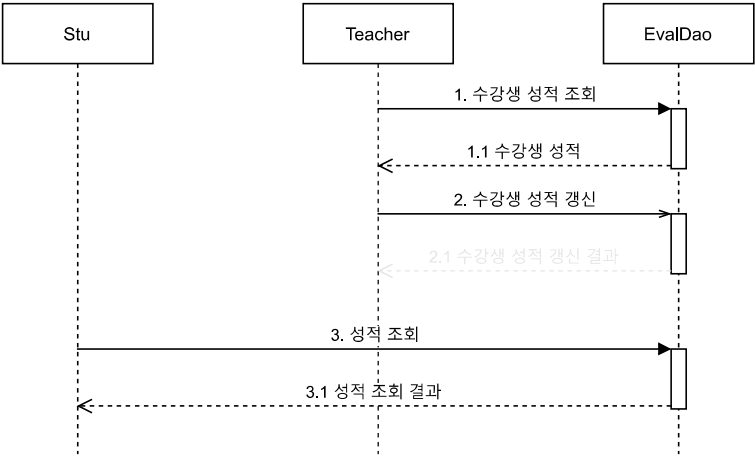 Stu
Teacher
EvalDao
1. 수강생 성적 조회
1.1 수강생 성적
2. 수강생 성적 갱신
2.1 수강생 성적 갱신 결과
3. 성적 조회
3.1 성적 조회 결과